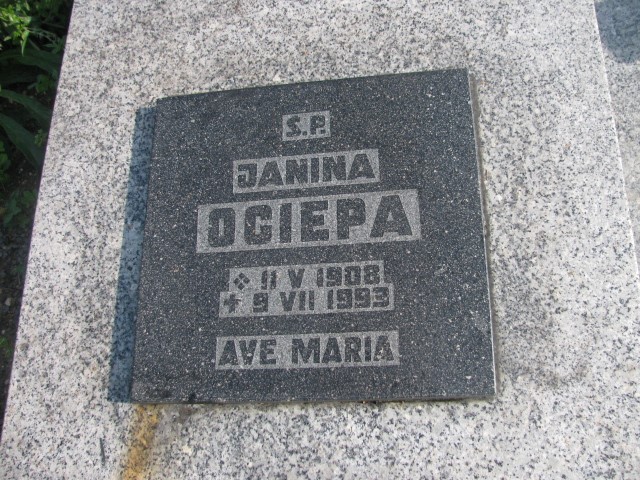 Ś.P.
JANINA
OCIEPA
11 V 1908
9 VII 1993
AVE MARIA